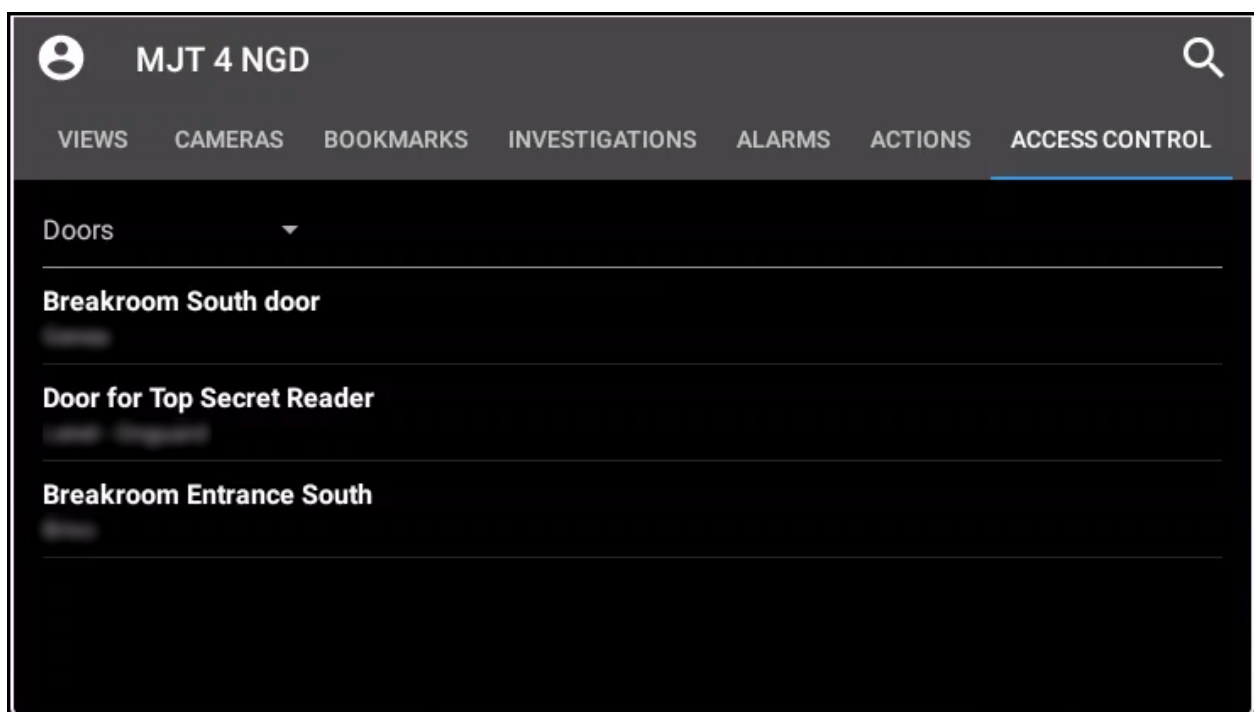 MJT 4 NGD
VIEWS CAMERAS BOOKMARKS INVESTIGATIONS ALARMS ACTIONS ACCESS CONTROL
Doors
Breakroom South door
Door for Top Secret Reader
Breakroom Entrance South